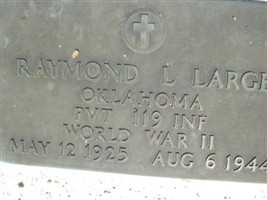 RAYMOND L LARGE
OKLAHOMA
PVT 119 INF
WORLD WAR II
MAY 12 1925 AUG 6 1944